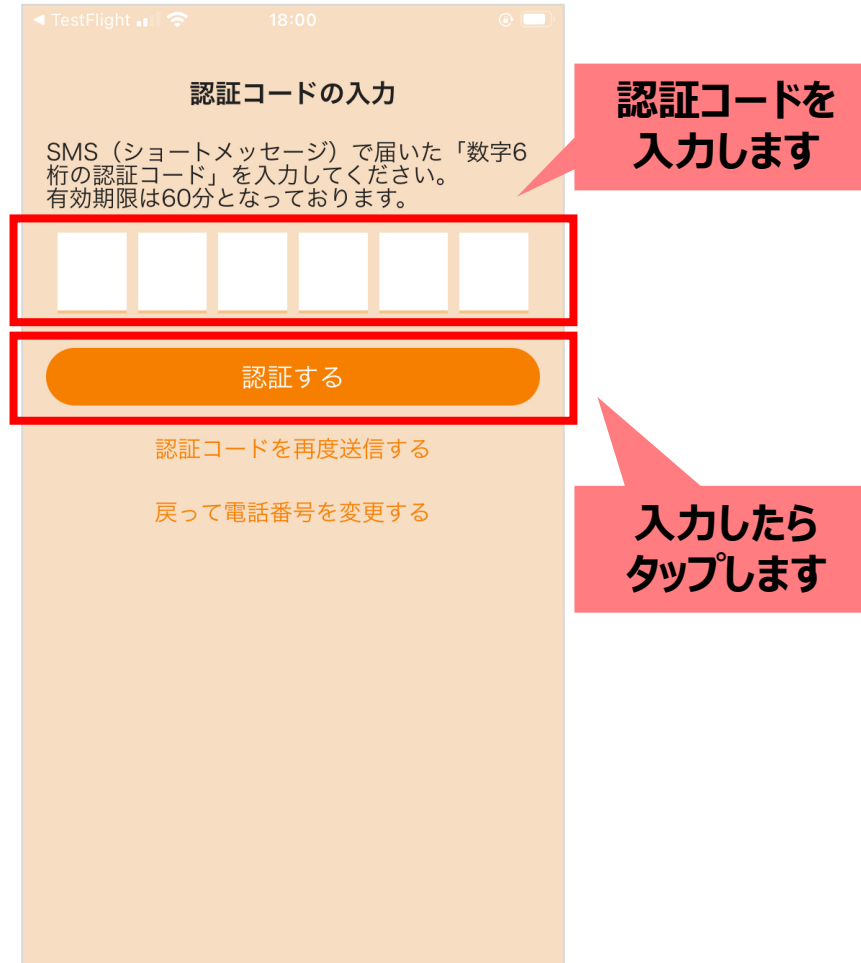 ◀ TestFlight
18:00
認証コードの入力
SMS（ショートメッセージ）で届いた「数字6
桁の認証コード」を入力してください。
有効期限は60分となっております。
認証コードを
入力します
認証する
認証コードを再度送信する
戻って電話番号を変更する
入力したら
タップします